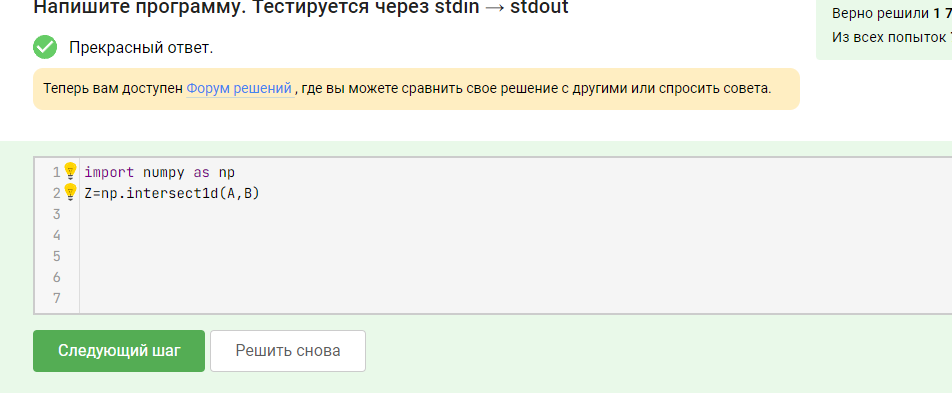 Напишите программу. Тестируется через stdin → stdout
Верно решили 1 7
Из всех попыток
Прекрасный ответ.
Теперь вам доступен Форум решений , где вы можете сравнить свое решение с другими или спросить совета.
1 import numpy as np
2 Z=np.intersect1d(A,B)
3
4
5
6
7
Следующий шаг
Решить снова